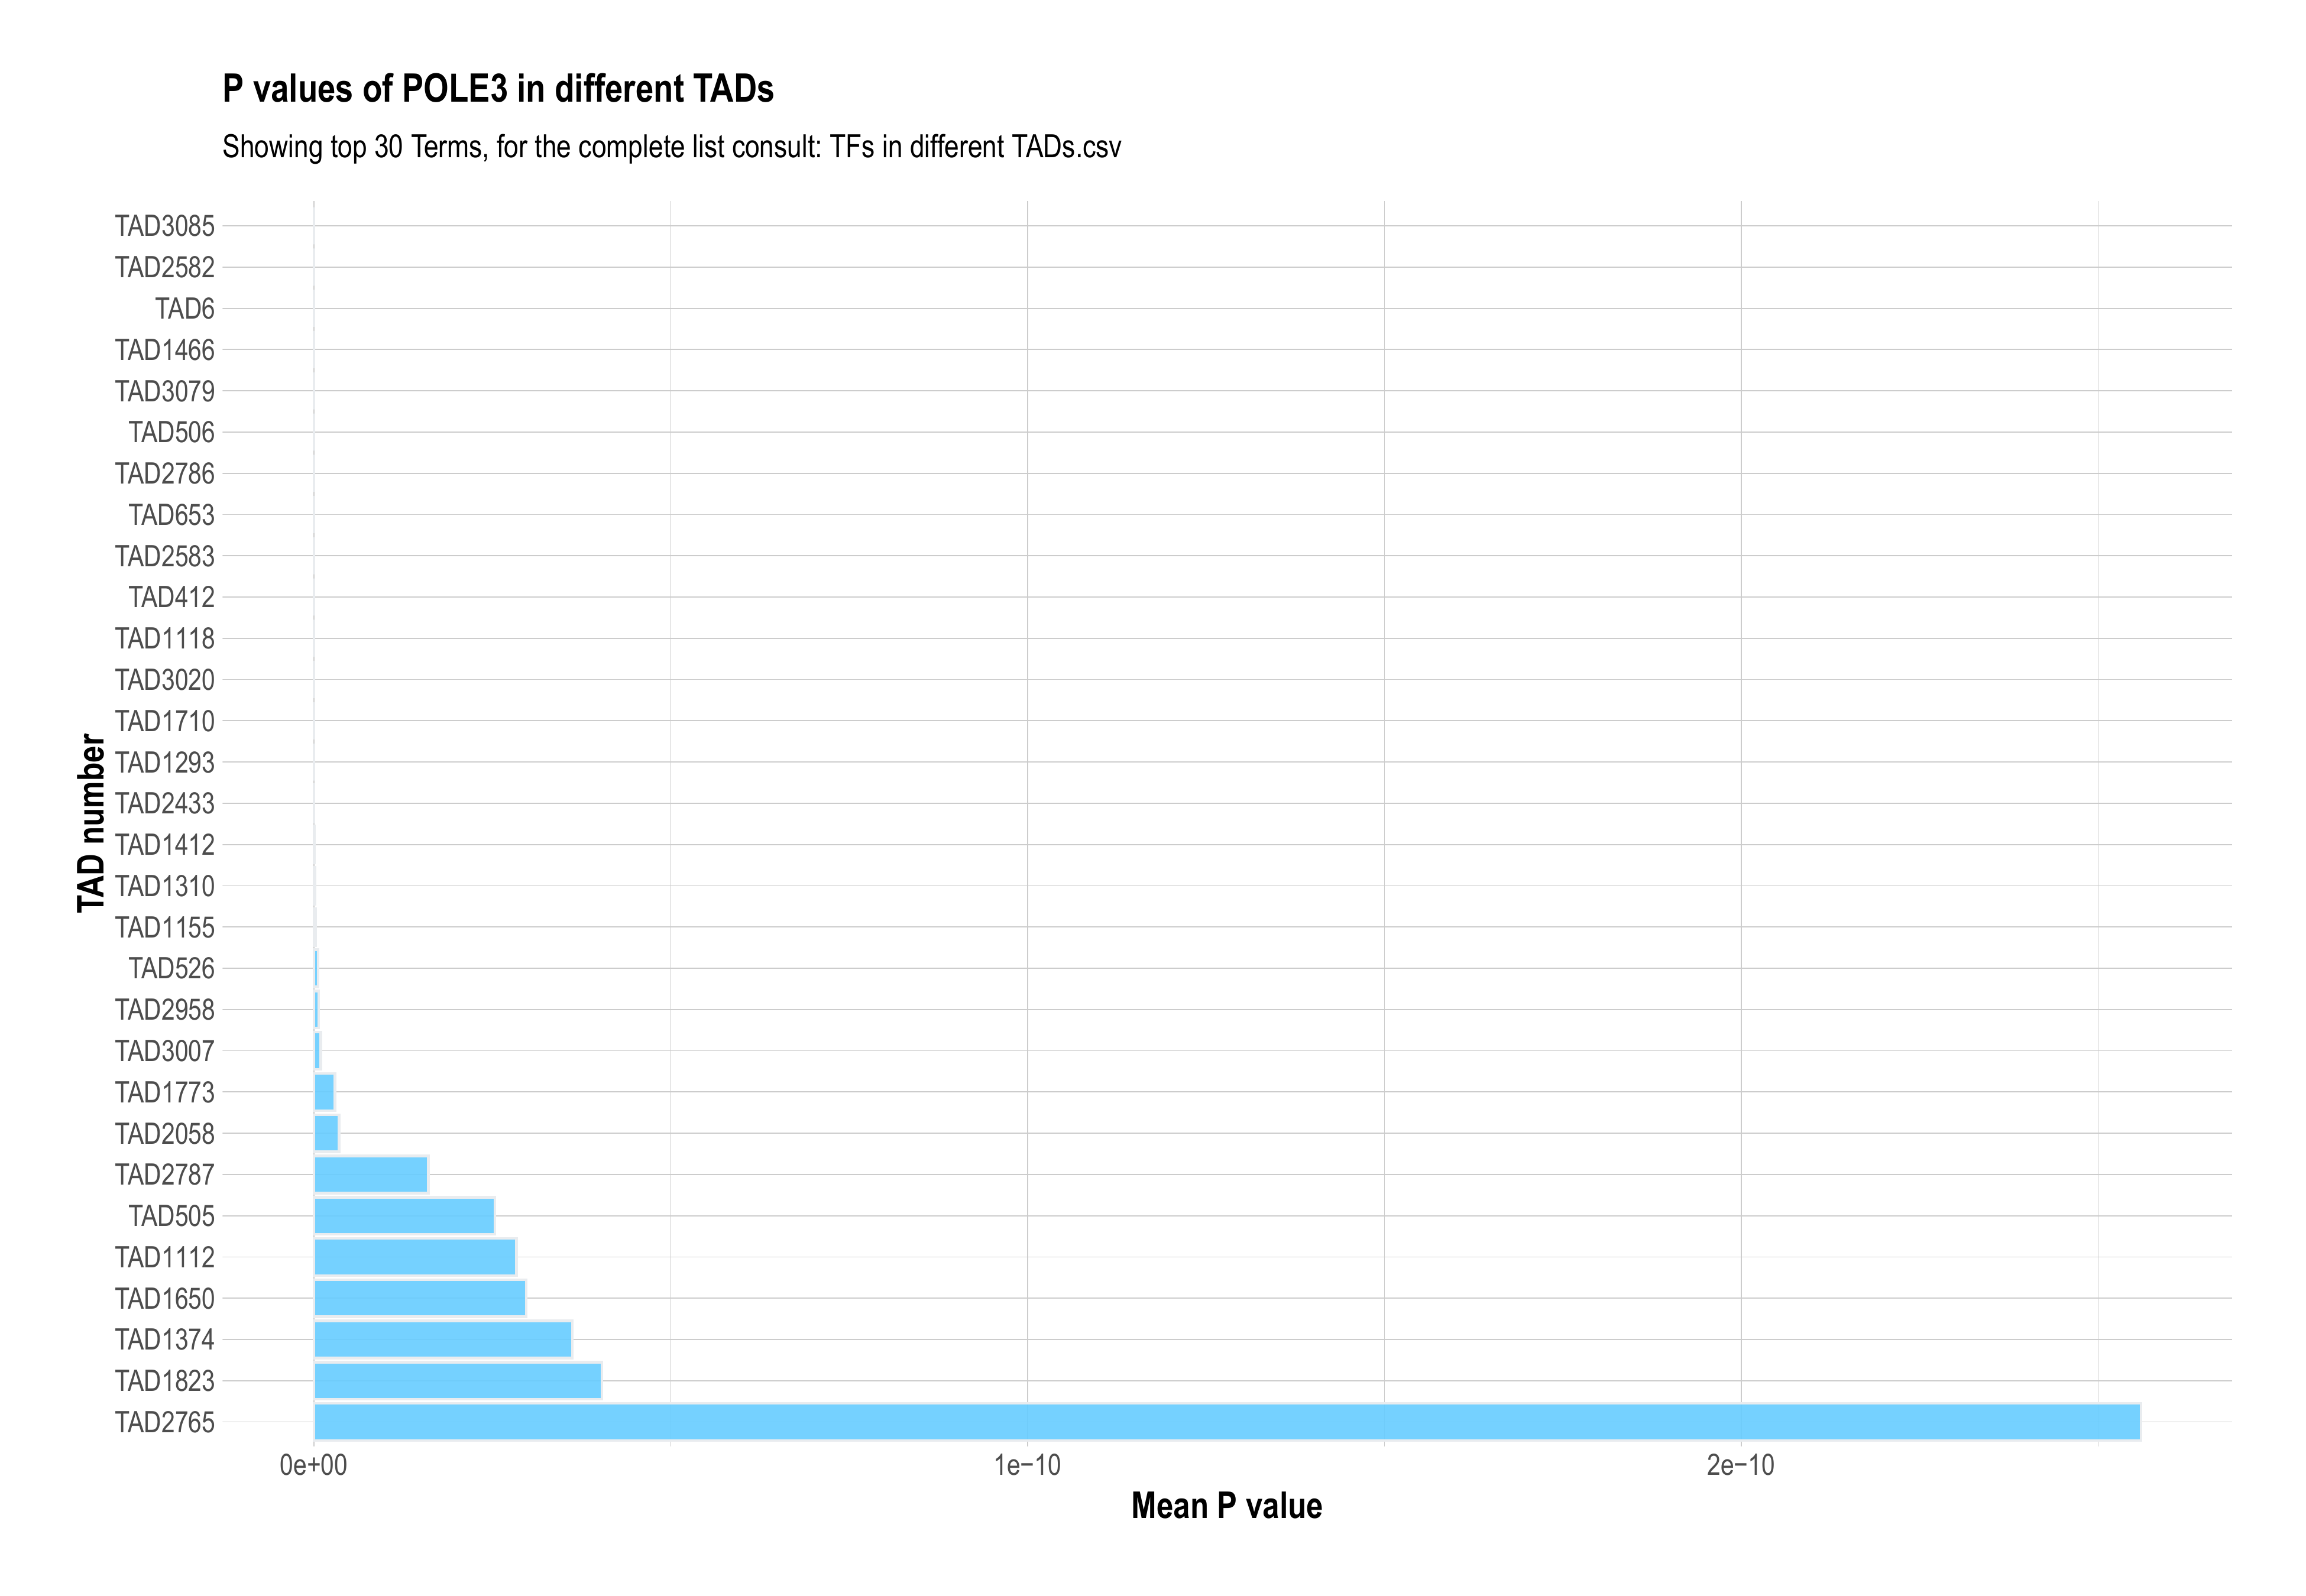 P values of POLE3 in different TADs
Showing top 30 Terms, for the complete list consult: TFs in different TADs.csv
TAD number
TAD3085
TAD2582
TAD6
TAD1466
TAD3079
TAD506
TAD2786
TAD653
TAD2583
TAD412
TAD1118
TAD3020
TAD1710
TAD1293
TAD2433
TAD1412
TAD1310
TAD1155
TAD526
TAD2958
TAD3007
TAD1773
TAD2058
TAD2787
TAD505
TAD1112
TAD1650
TAD1374
TAD1823
TAD2765
0e+00 1e−10 2e−10
Mean P value